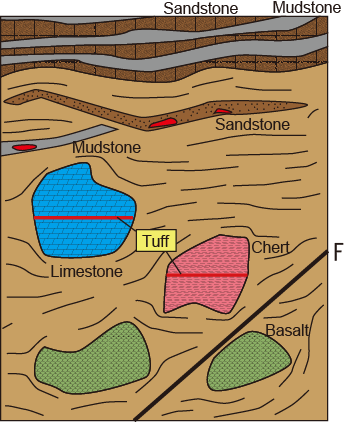 Sandstone Mudstone
Sandstone
Mudstone
Tuff
Chert
F
Limestone
Basalt